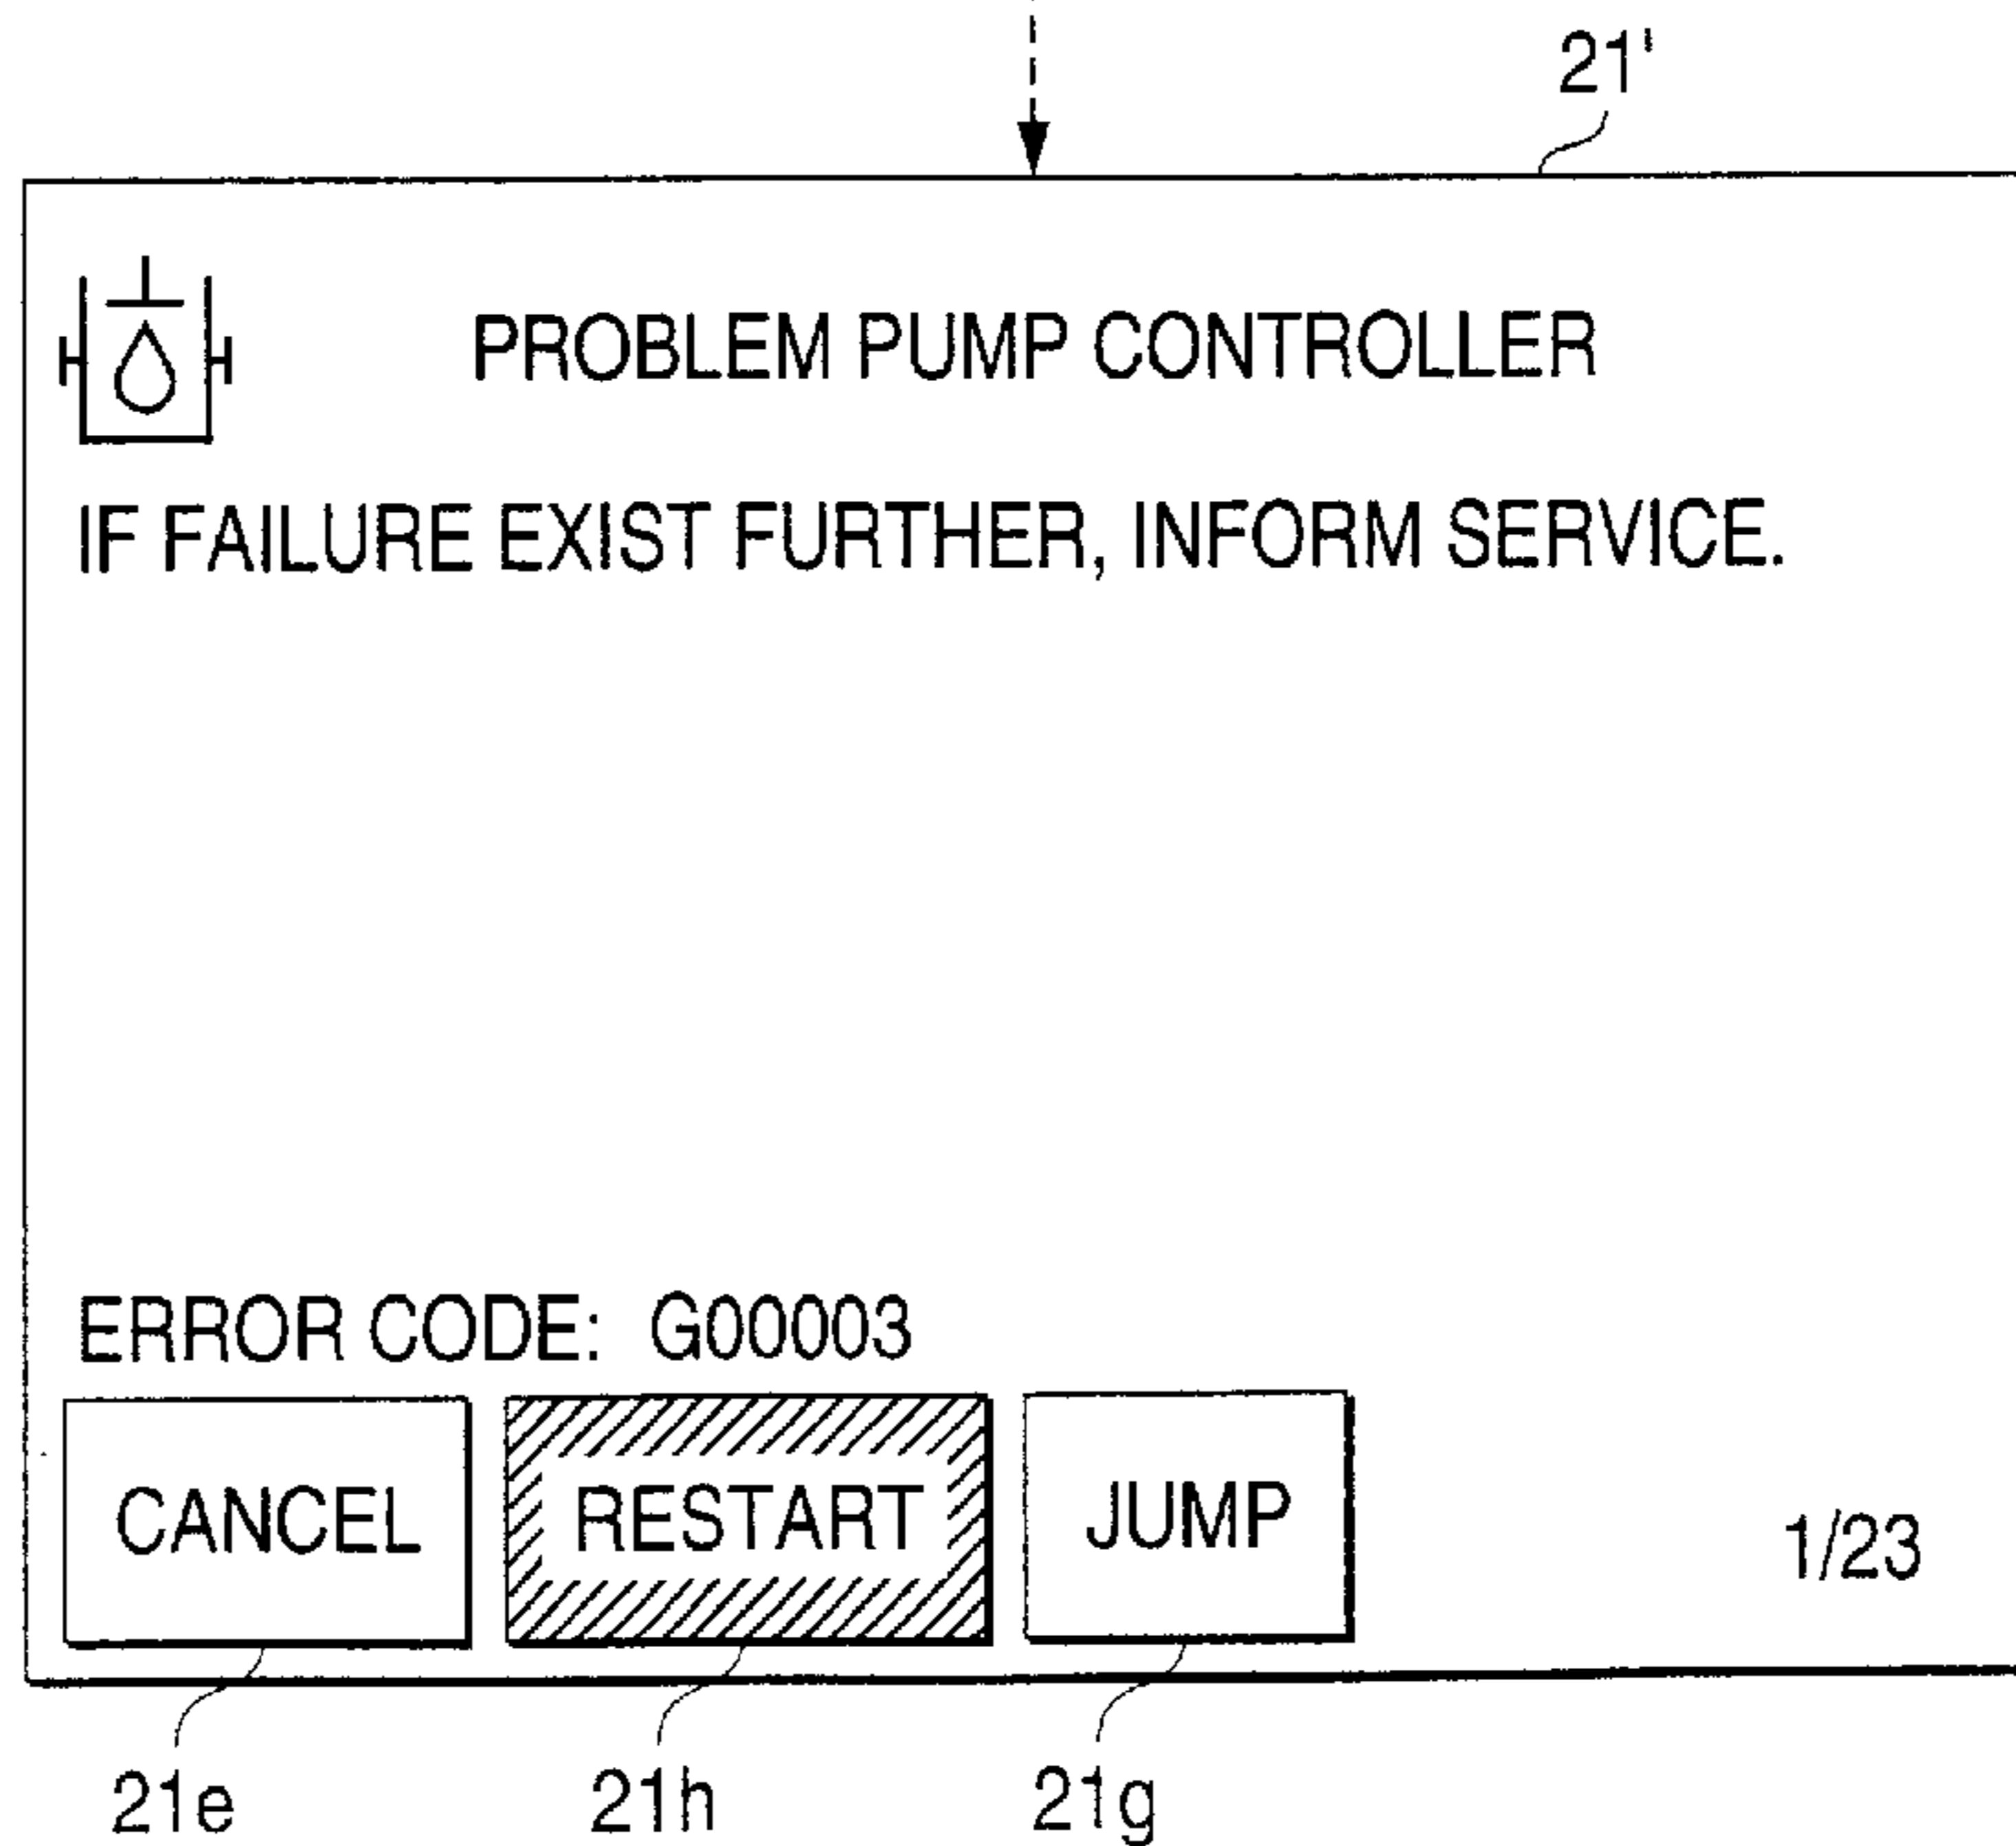 21'
PROBLEM PUMP CONTROLLER
IF FAILURE EXIST FURTHER, INFORM SERVICE.
ERROR CODE: G00003
CANCEL RESTART JUMP 1/23
21e 21h 21g